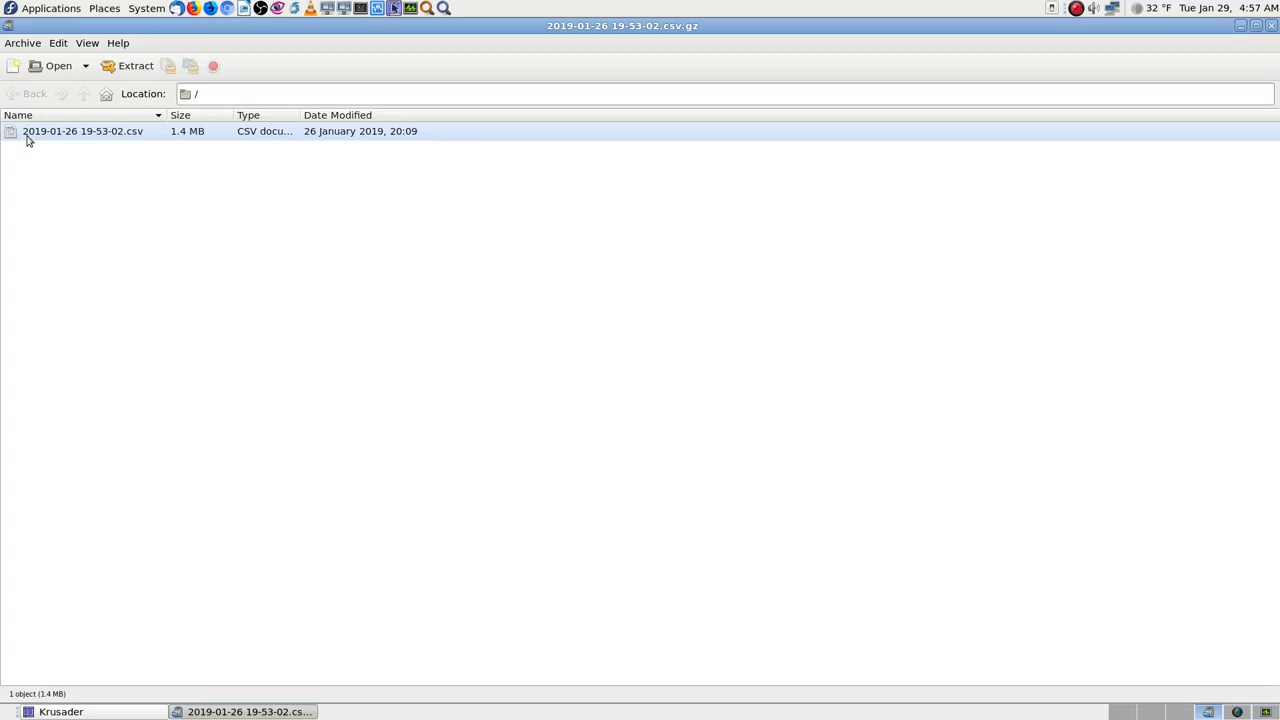 Applications Places System 32 °F Tue Jan 29, 4:57 AM
2019-01-26 19-53-02.csv.gz
Archive Edit View Help
Open Extract
Back Location: /
Name Size Type Date Modified
2019-01-26 19-53-02.csv 1.4 MB CSV docu... 26 January 2019, 20:09
1 object (1.4 MB)
Krusader 2019-01-26 19-53-02.cs...